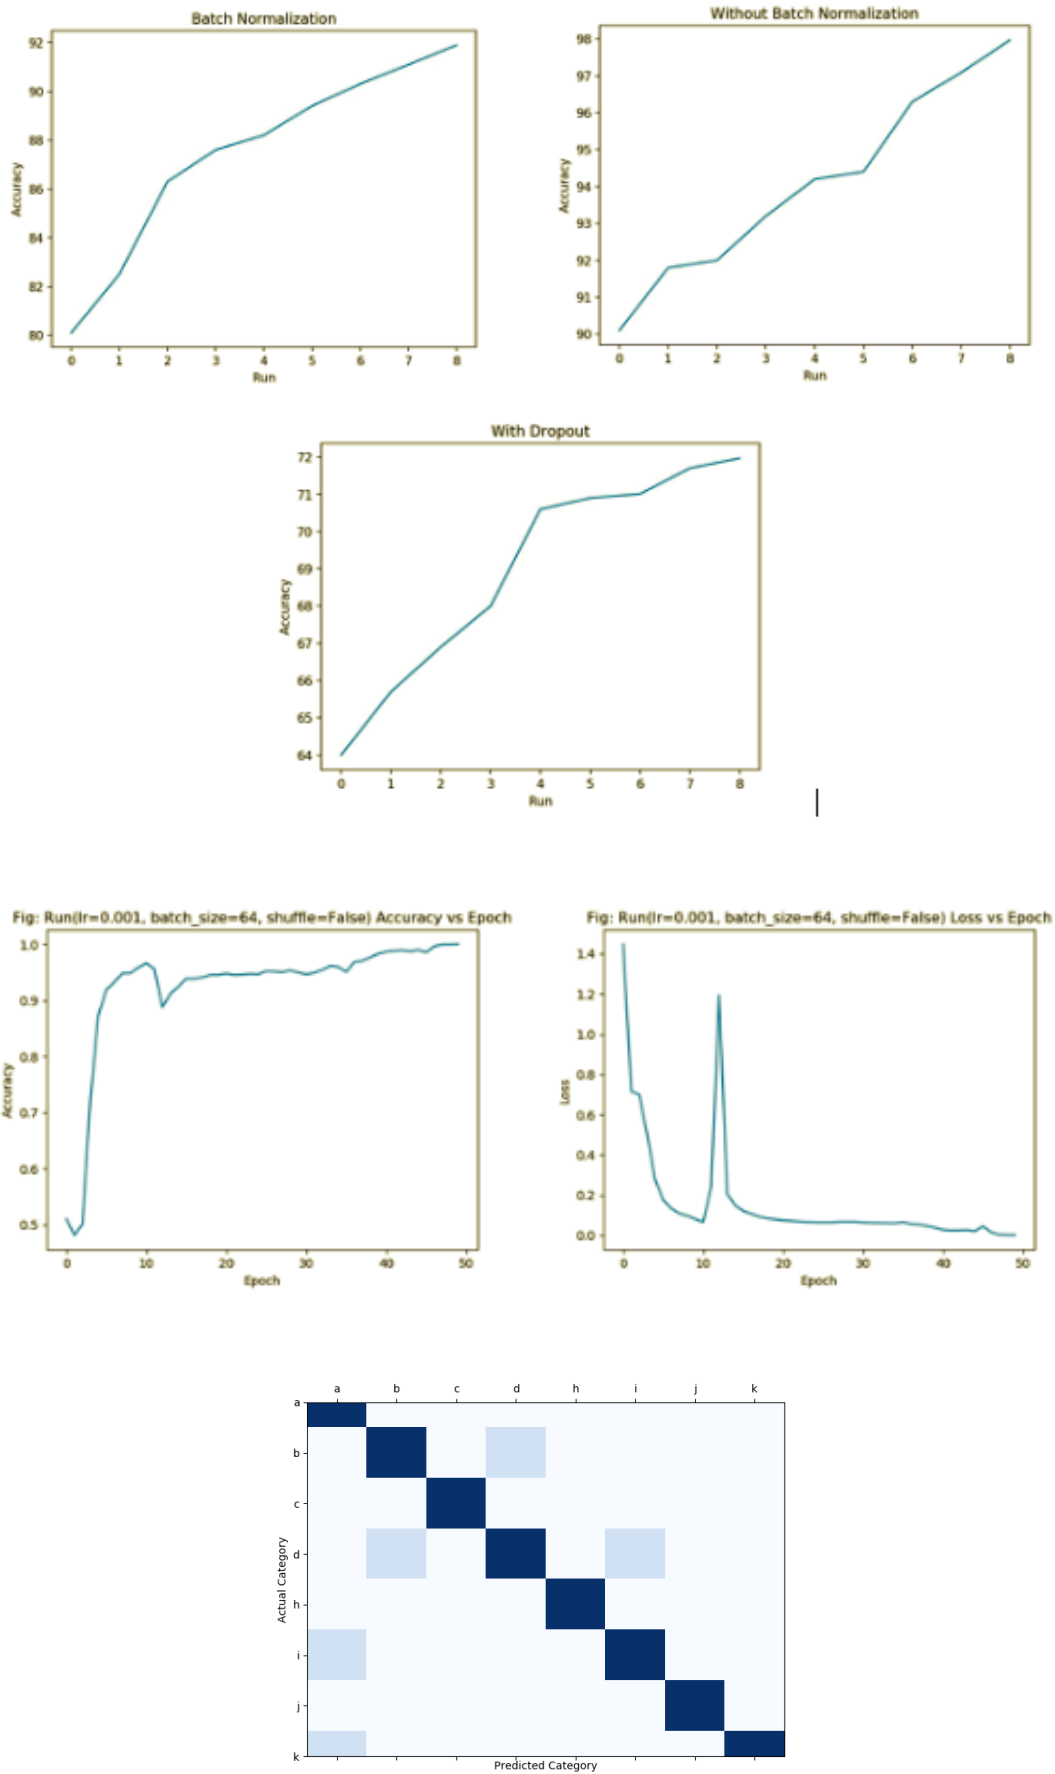 Batch Normalization
92
90
88
86
84
82
80
Accuracy
0 1 2 3 4 5 6 7 8
Run
Without Batch Normalization
98
97
96
95
94
93
92
91
90
Accuracy
0 1 2 3 4 5 6 7 8
Run
With Dropout
72
71
70
69
68
67
66
65
64
Accuracy
0 1 2 3 4 5 6 7 8
Run
Fig: Run(lr=0.001, batch_size=64, shuffle=False) Accuracy vs Epoch
1.0
0.9
0.8
0.7
0.6
0.5
Accuracy
0 10 20 30 40 50
Epoch
Fig: Run(lr=0.001, batch_size=64, shuffle=False) Loss vs Epoch
1.4
1.2
1.0
0.8
0.6
0.4
0.2
0.0
Loss
0 10 20 30 40 50
Epoch
a b c d h i j k
a
b
c
d
h
i
j
k
Actual Category
Predicted Category